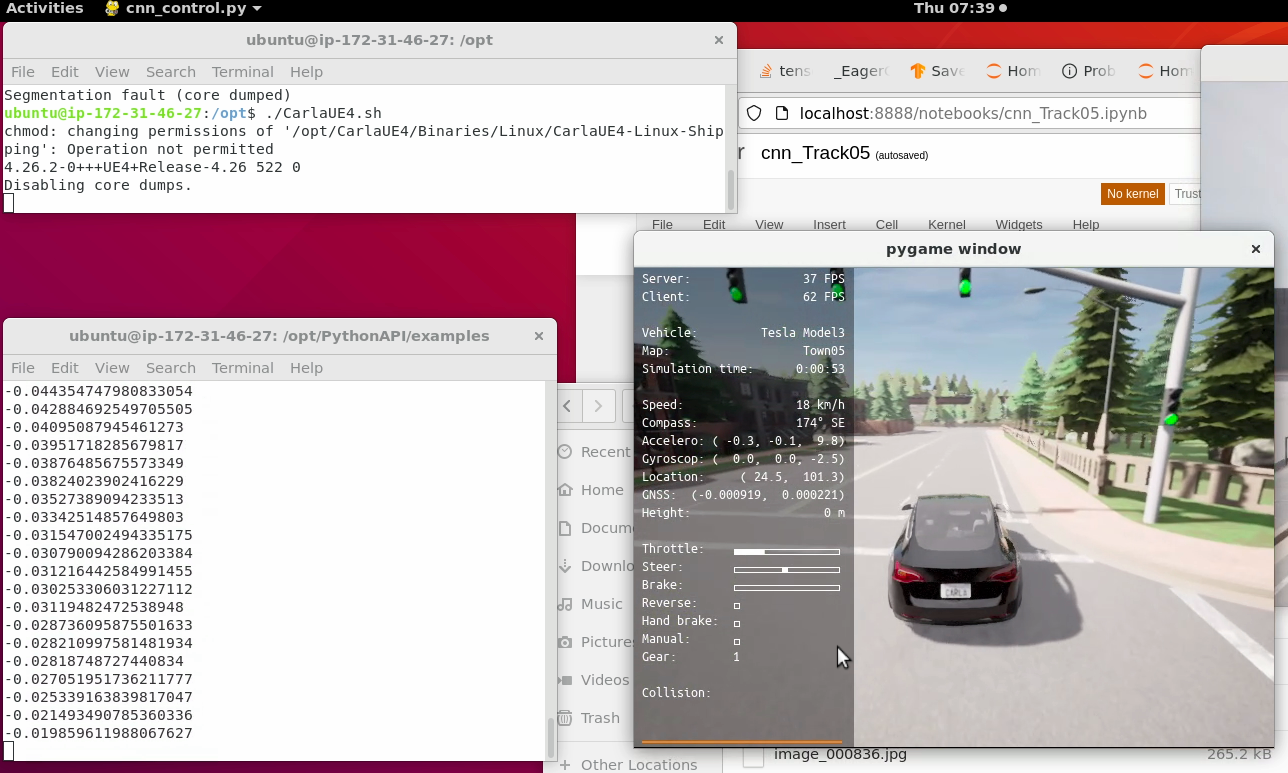 Activities cnn_control.py Thu 07:39
ubuntu@ip-172-31-46-27: /opt
File Edit View Search Terminal Help
Segmentation fault (core dumped)
ubuntu@ip-172-31-46-27:/opt$ ./CarlaUE4.sh
chmod: changing permissions of '/opt/CarlaUE4/Binaries/Linux/CarlaUE4-Linux-Ship
ping': Operation not permitted
4.26.2-0+++UE4+Release-4.26 522 0
Disabling core dumps.
tens _Eager Save Hom Prob Hom
localhost:8888/notebooks/cnn_Track05.ipynb
r cnn_Track05 (autosaved)
No kernel Trust
File Edit View Insert Cell Kernel Widgets Help
ubuntu@ip-172-31-46-27: /opt/PythonAPI/examples
File Edit View Search Terminal Help
-0.044354747980833054
-0.042884692549705505
-0.04095087945461273
-0.03951718285679817
-0.03876485675573349
-0.03824023902416229
-0.03527389094233513
-0.03342514857649803
-0.031547002494335175
-0.030790094286203384
-0.031216442584991455
-0.030253306031227112
-0.03119482472538948
-0.028736095875501633
-0.028210997581481934
-0.02818748727440834
-0.027051951736211777
-0.025339163839817047
-0.021493490785360336
-0.019859611988067627
Recent
Home
Docum
Downlo
Music
Picture
Videos
Trash
Other Locations
pygame window
Server: 37 FPS
Client: 62 FPS
Vehicle: Tesla Model3
Map: Town05
Simulation time: 0:00:53
Speed: 18 km/h
Compass: 174° SE
Accelero: ( -0.3, -0.1, 9.8)
Gyroscop: ( 0.0, 0.0, -2.5)
Location: ( 24.5, 101.3)
GNSS: (-0.000919, 0.000221)
Height: 0 m
Throttle:
Steer:
Brake:
Reverse:
Hand brake:
Manual:
Gear: 1
Collision:
CARLA
image_000836.jpg 265.2 kB